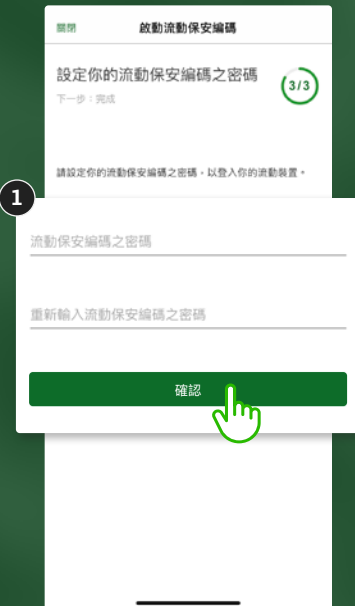 關閉 啟動流動保安編碼
設定你的流動保安編碼之密碼
3/3
下一步：完成
請設定你的流動保安編碼之密碼，以登入你的流動裝置。
1
流動保安編碼之密碼
重新輸入流動保安編碼之密碼
確認